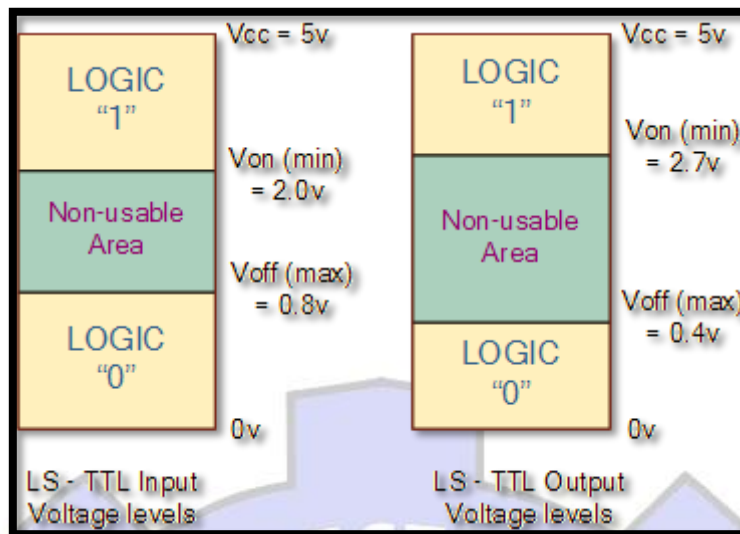 Vcc = 5v
LOGIC
“1”
Von (min)
= 2.0v
Non-usable
Area
Voff (max)
= 0.8v
LOGIC
“0”
0v
LS - TTL Input
Voltage levels
Vcc = 5v
LOGIC
“1”
Von (min)
= 2.7v
Non-usable
Area
Voff (max)
= 0.4v
LOGIC
“0”
0v
LS - TTL Output
Voltage levels